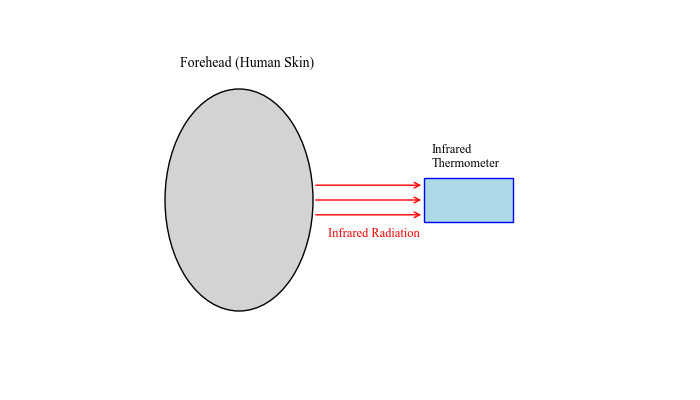 Forehead (Human Skin)
Infrared
Thermometer
Infrared Radiation